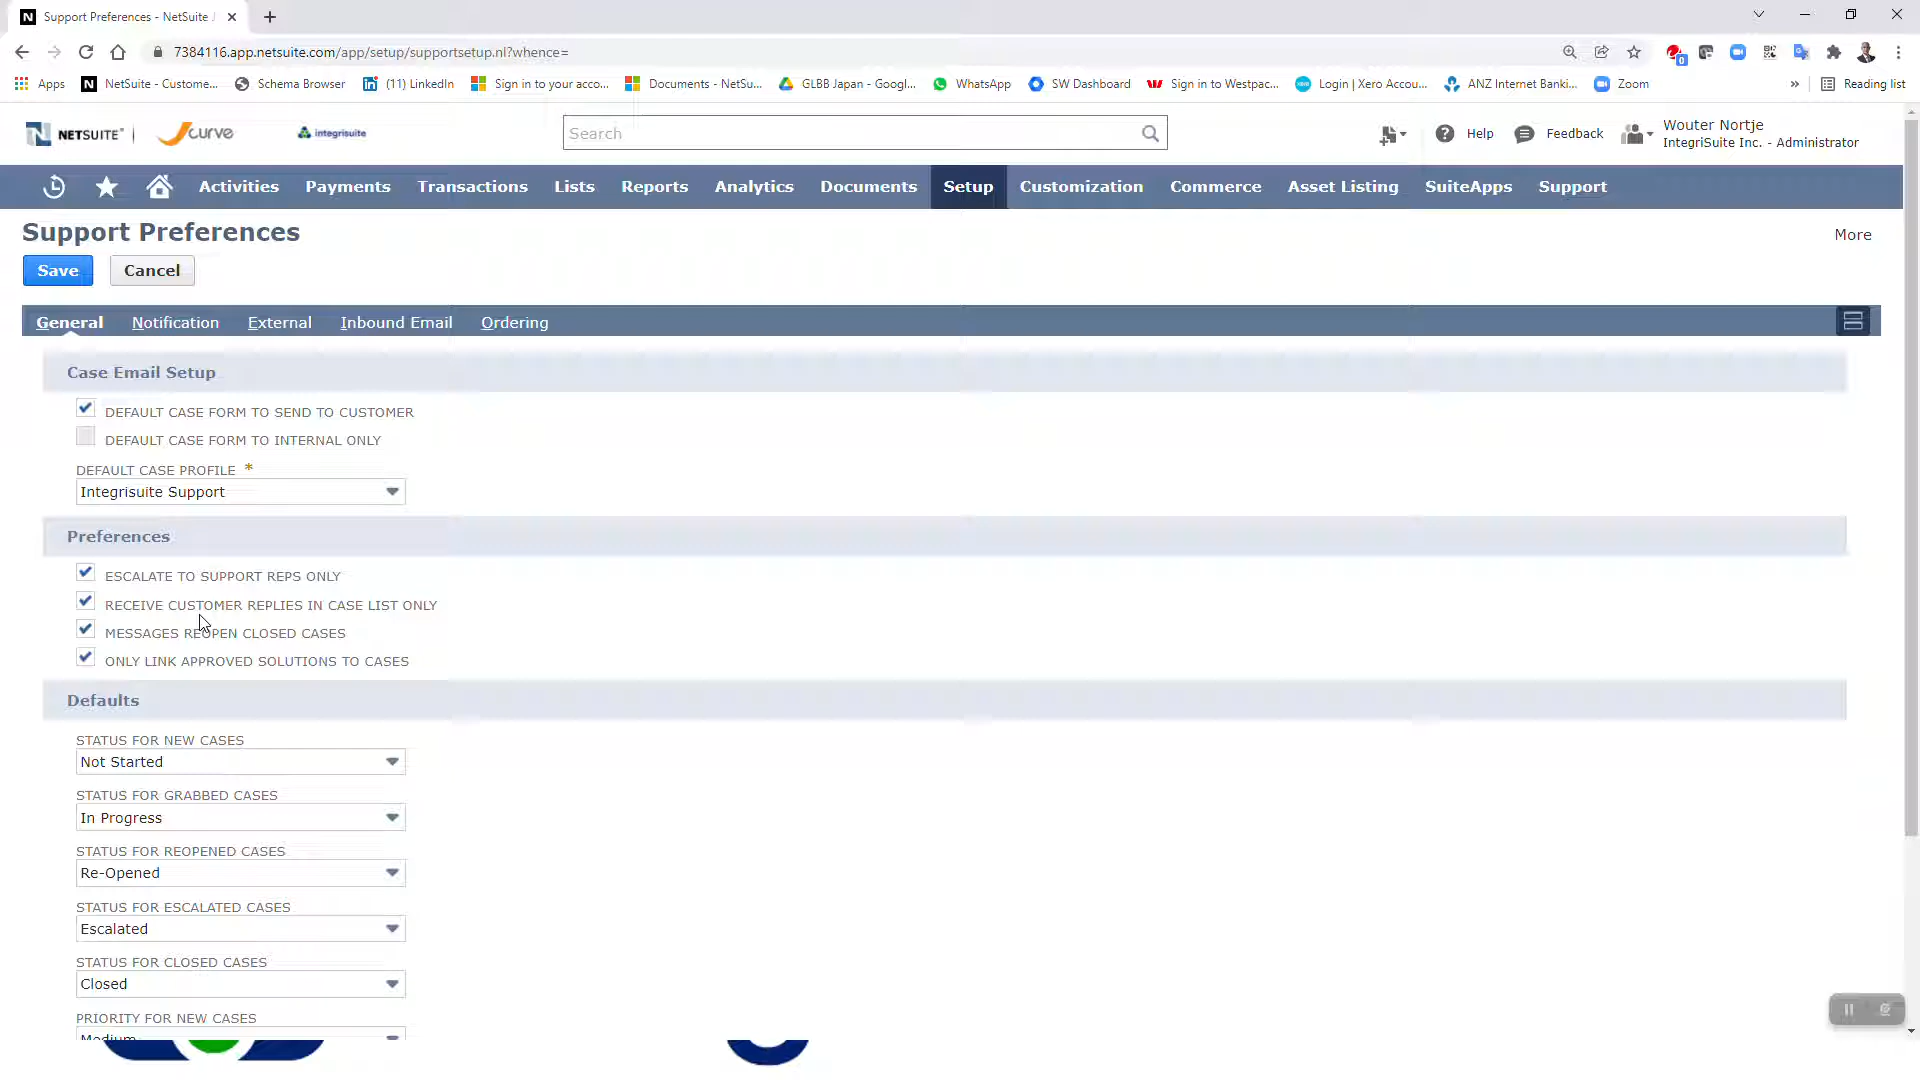 Support Preferences - NetSuite
7384116.app.netsuite.com/app/setup/supportsetup.nl?whence=
0
Apps NetSuite - Custome... Schema Browser (11) LinkedIn Sign in to your acco... Documents - NetSu... GLBB Japan - Googl... WhatsApp SW Dashboard Sign in to Westpac... Login | Xero Accou... ANZ Internet Banki... Zoom » Reading list
NETSUITE curve integrisuite Search Help Feedback Wouter Nortje
IntegriSuite Inc. - Administrator
Activities Payments Transactions Lists Reports Analytics Documents Setup Customization Commerce Asset Listing SuiteApps Support
Support Preferences
More
Save Cancel
General Notification External Inbound Email Ordering
Case Email Setup
DEFAULT CASE FORM TO SEND TO CUSTOMER
DEFAULT CASE FORM TO INTERNAL ONLY
DEFAULT CASE PROFILE *
Integrisuite Support
Preferences
ESCALATE TO SUPPORT REPS ONLY
RECEIVE CUSTOMER REPLIES IN CASE LIST ONLY
MESSAGES REOPEN CLOSED CASES
ONLY LINK APPROVED SOLUTIONS TO CASES
Defaults
STATUS FOR NEW CASES
Not Started
STATUS FOR GRABBED CASES
In Progress
STATUS FOR REOPENED CASES
Re-Opened
STATUS FOR ESCALATED CASES
Escalated
STATUS FOR CLOSED CASES
Closed
PRIORITY FOR NEW CASES
Medium